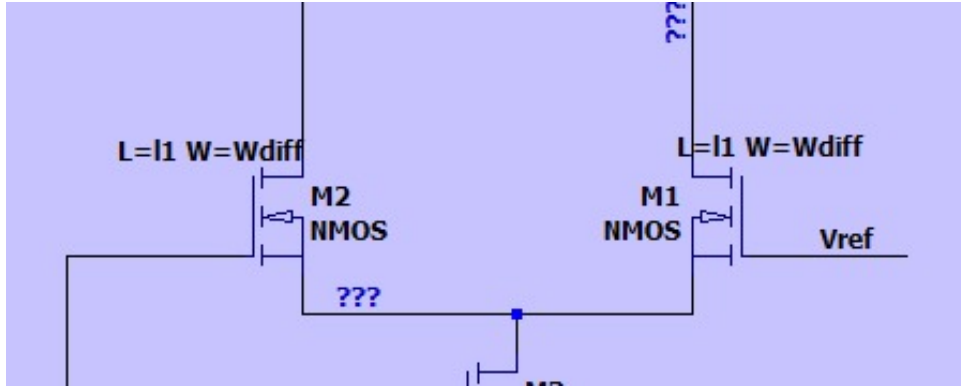 ???
L=l1 W=Wdiff
L=l1 W=Wdiff
M2
NMOS
M1
NMOS
Vref
???